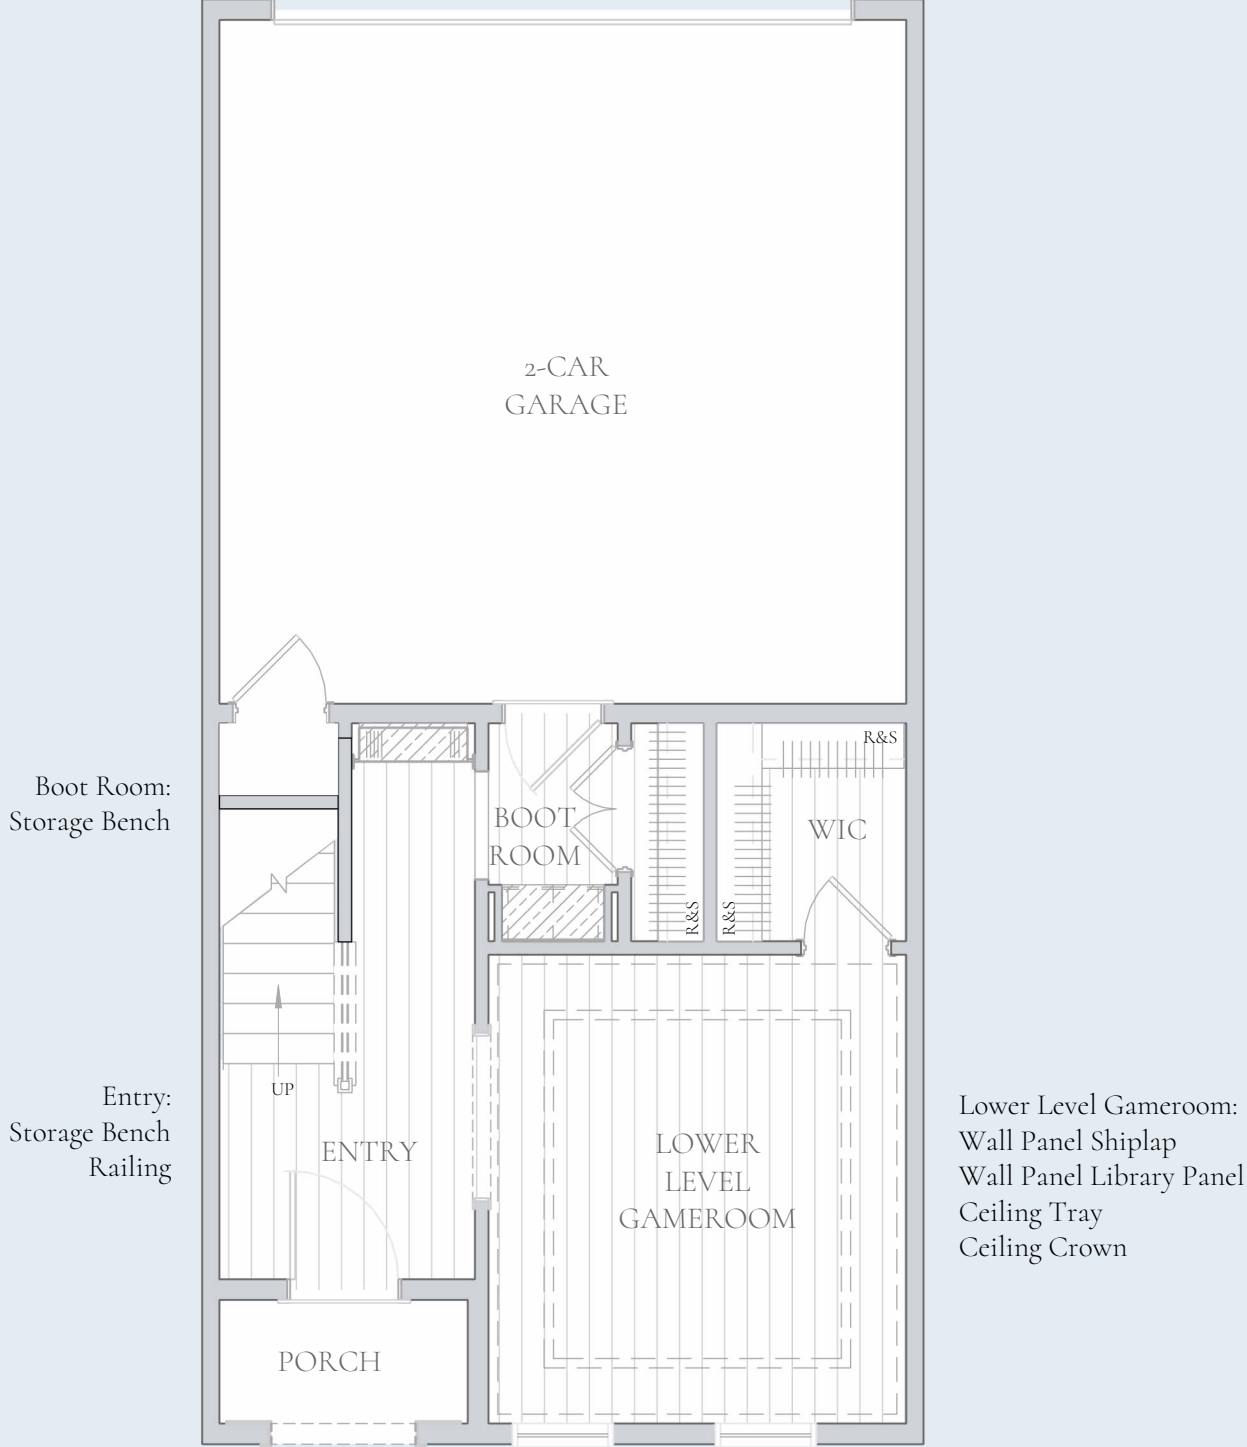 2-CAR
GARAGE
R&S
Boot Room:
Storage Bench
BOOT
ROOM
WIC
R&S
R&S
UP
Entry:
Storage Bench
Railing
ENTRY
LOWER
LEVEL
GAMEROOM
Lower Level Gameroom:
Wall Panel Shiplap
Wall Panel Library Panel
Ceiling Tray
Ceiling Crown
PORCH